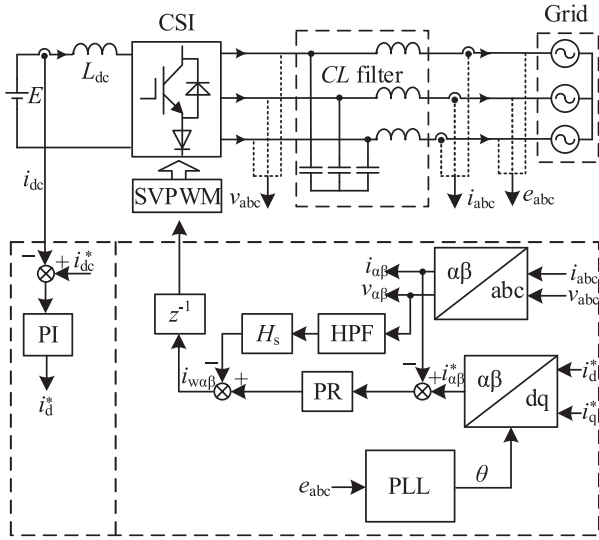 CSI
Grid
L_dc
CL filter
E
i_dc
SVPWM
v_abc
i_abc
e_abc
− + i*_dc
PI
i*_d
i_αβ
v_αβ
αβ
abc
i_abc
v_abc
z^-1
H_s
HPF
i_wαβ
−
+
PR
−
+ i*_αβ
αβ
dq
i*_d
i*_q
e_abc
PLL
θ